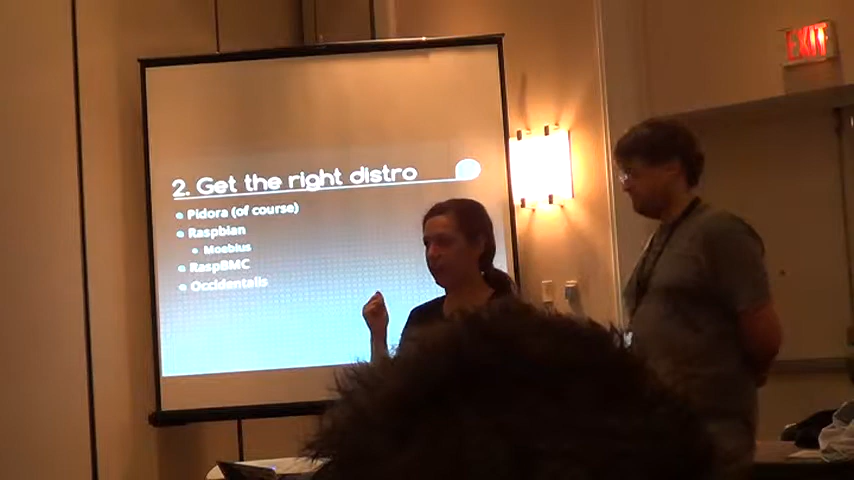 EXIT
2. Get the right distro
Pidora (of course)
Raspbian
Moebius
RaspBMC
Occidentalis